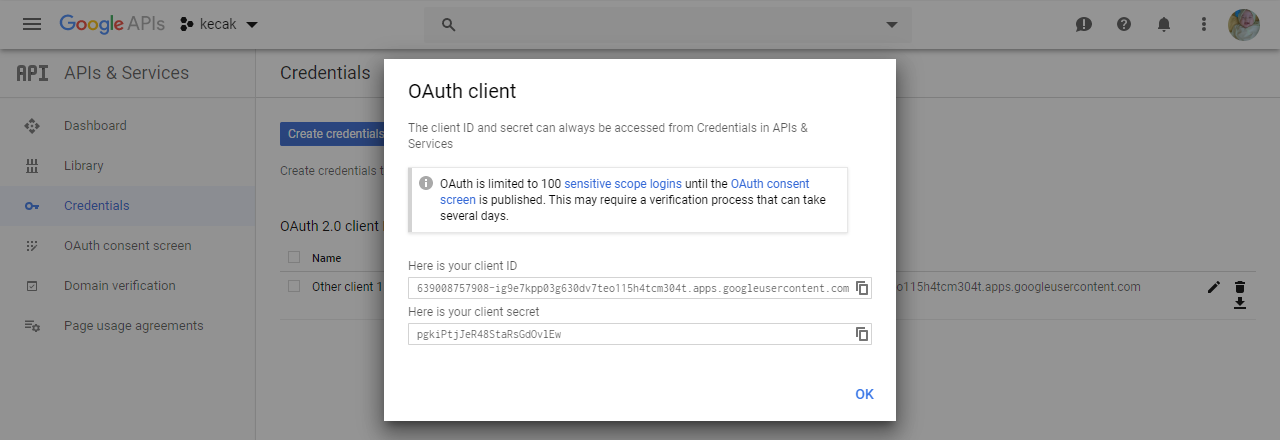 Google APIs
kecak
API APIs & Services
Credentials
Dashboard
Library
Credentials
OAuth consent screen
Domain verification
Page usage agreements
Create credentials
Create credentials t
OAuth 2.0 client
Name
Other client 1
o115h4tcm304t.apps.googleusercontent.com
OAuth client
The client ID and secret can always be accessed from Credentials in APIs &
Services
OAuth is limited to 100 sensitive scope logins until the OAuth consent
screen is published. This may require a verification process that can take
several days.
Here is your client ID
639008757908-ig9e7kpp03g630dv7teo115h4tcm304t.apps.googleusercontent.com
Here is your client secret
pgkiPtjJeR48StaRsGdOvlEw
OK